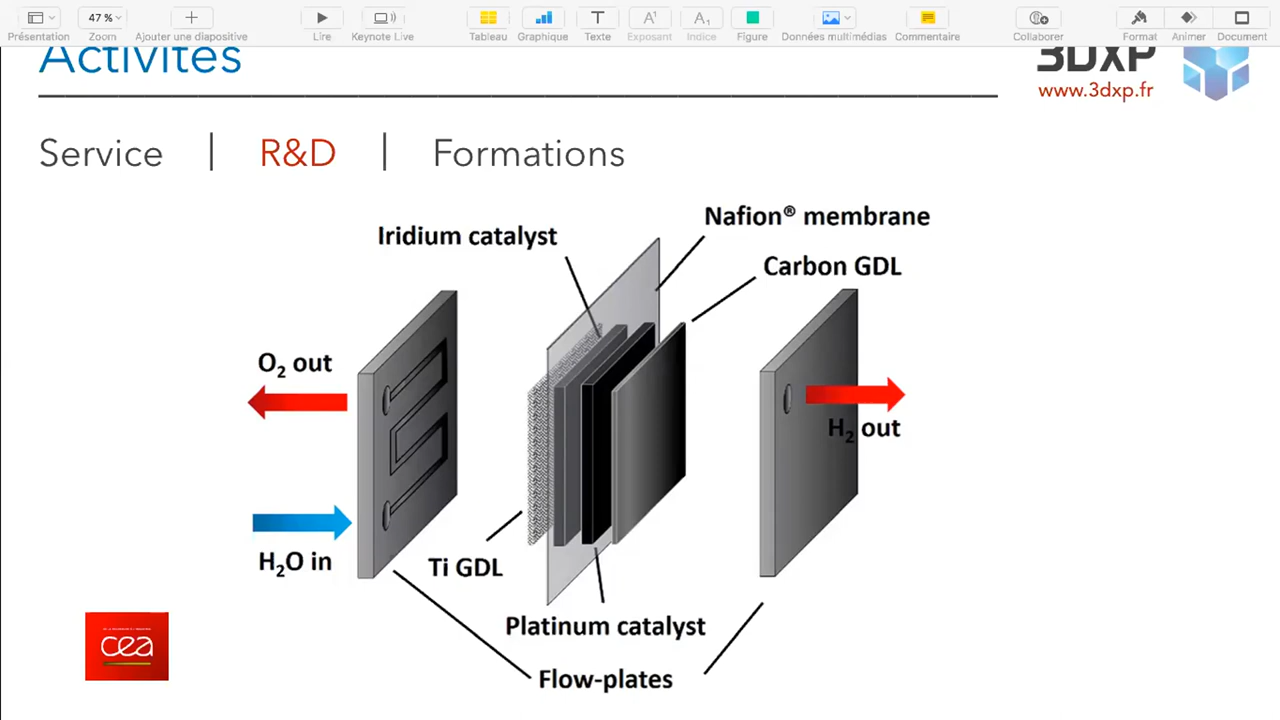 47 %
Présentation Zoom Ajouter une diapositive Lire Keynote Live Tableau Graphique Texte Exposant Indice Figure Données multimédias Commentaire Collaborer Format Animer Document
Activités
3DXP
www.3dxp.fr
Service | R&D | Formations
Nafion® membrane
Iridium catalyst
Carbon GDL
O₂ out
H₂ out
H₂O in
Ti GDL
Platinum catalyst
Flow-plates
cea